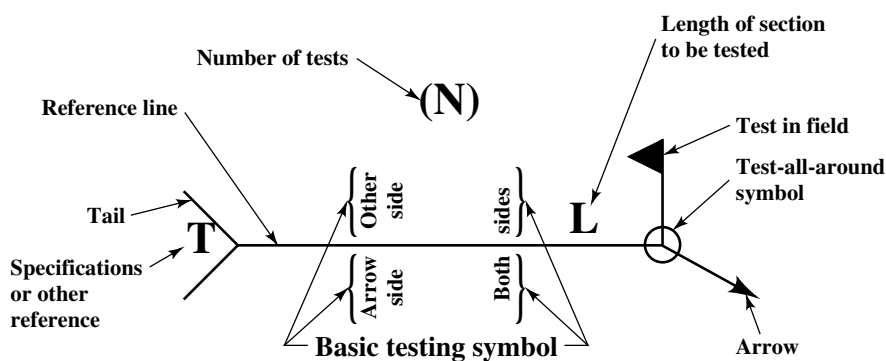 Length of section
to be tested
Number of tests
(N)
Reference line
Test in field
Test-all-around
symbol
Other
side
sides
L
Tail
T
Specifications
or other
reference
Arrow
side
Both
Basic testing symbol
Arrow